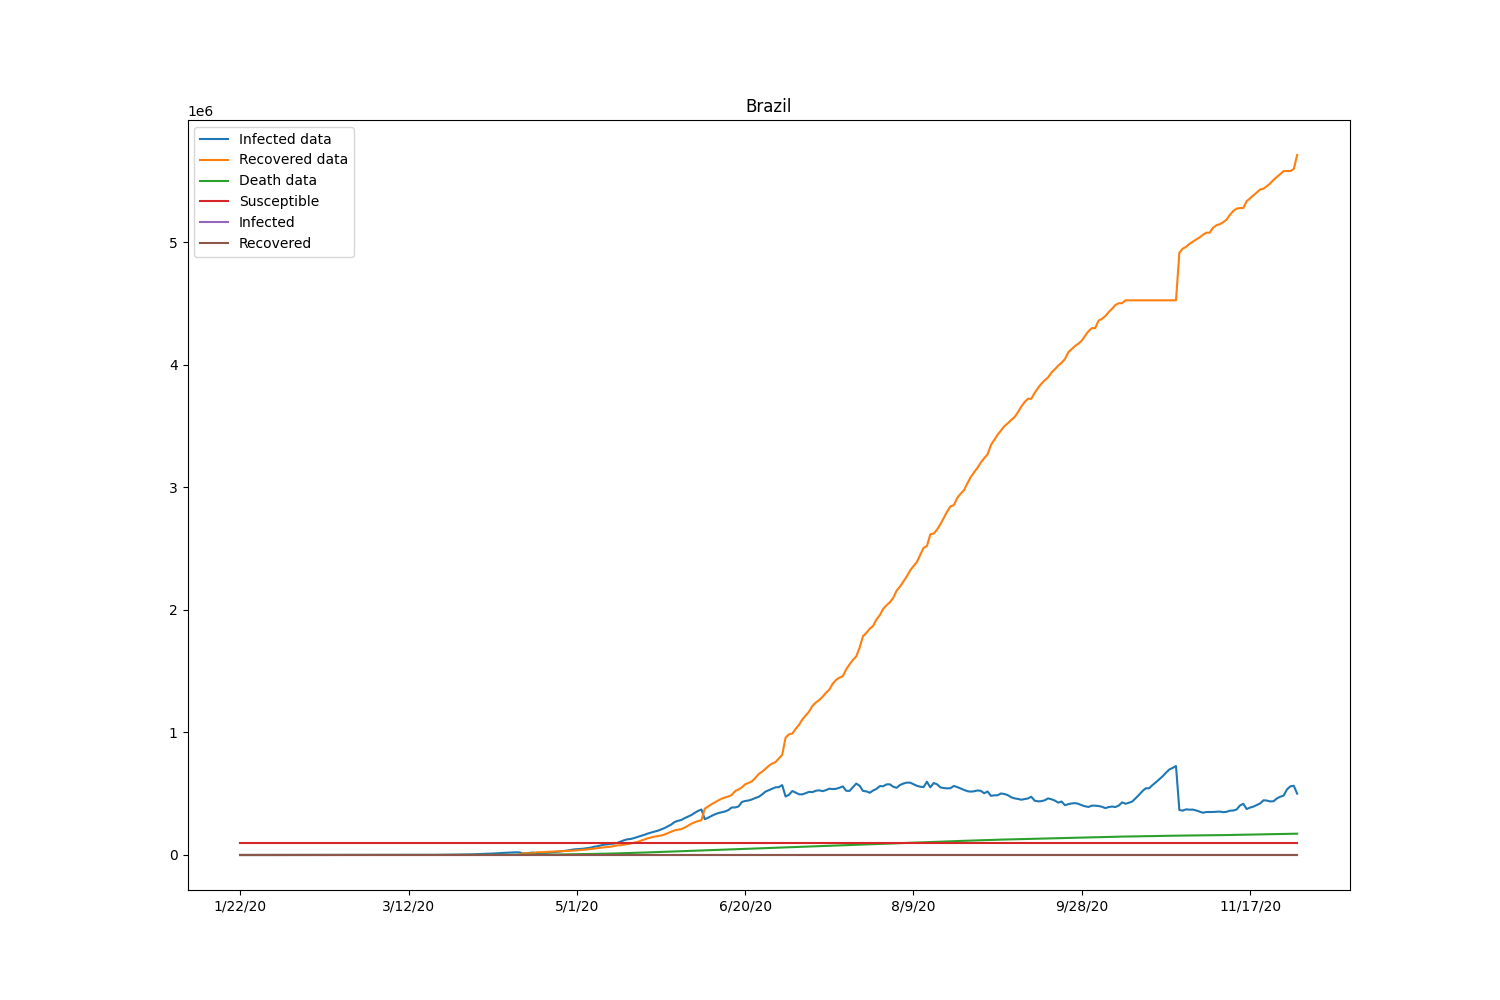 Brazil
1e6
Infected data
Recovered data
Death data
Susceptible
Infected
Recovered
5
4
3
2
1
0
1/22/20 3/12/20 5/1/20 6/20/20 8/9/20 9/28/20 11/17/20